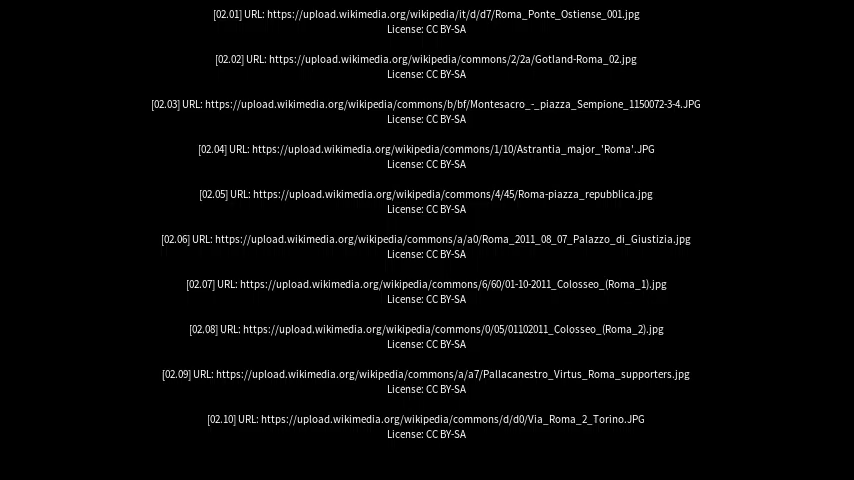 [02.01] URL: https://upload.wikimedia.org/wikipedia/it/d/d7/Roma_Ponte_Ostiense_001.jpg
License: CC BY-SA
[02.02] URL: https://upload.wikimedia.org/wikipedia/commons/2/2a/Gotland-Roma_02.jpg
License: CC BY-SA
[02.03] URL: https://upload.wikimedia.org/wikipedia/commons/b/bf/Montesacro_-_piazza_Sempione_1150072-3-4.JPG
License: CC BY-SA
[02.04] URL: https://upload.wikimedia.org/wikipedia/commons/1/10/Astrantia_major_'Roma'.JPG
License: CC BY-SA
[02.05] URL: https://upload.wikimedia.org/wikipedia/commons/4/45/Roma-piazza_repubblica.jpg
License: CC BY-SA
[02.06] URL: https://upload.wikimedia.org/wikipedia/commons/a/a0/Roma_2011_08_07_Palazzo_di_Giustizia.jpg
License: CC BY-SA
[02.07] URL: https://upload.wikimedia.org/wikipedia/commons/6/60/01-10-2011_Colosseo_(Roma_1).jpg
License: CC BY-SA
[02.08] URL: https://upload.wikimedia.org/wikipedia/commons/0/05/01102011_Colosseo_(Roma_2).jpg
License: CC BY-SA
[02.09] URL: https://upload.wikimedia.org/wikipedia/commons/a/a7/Pallacanestro_Virtus_Roma_supporters.jpg
License: CC BY-SA
[02.10] URL: https://upload.wikimedia.org/wikipedia/commons/d/d0/Via_Roma_2_Torino.JPG
License: CC BY-SA